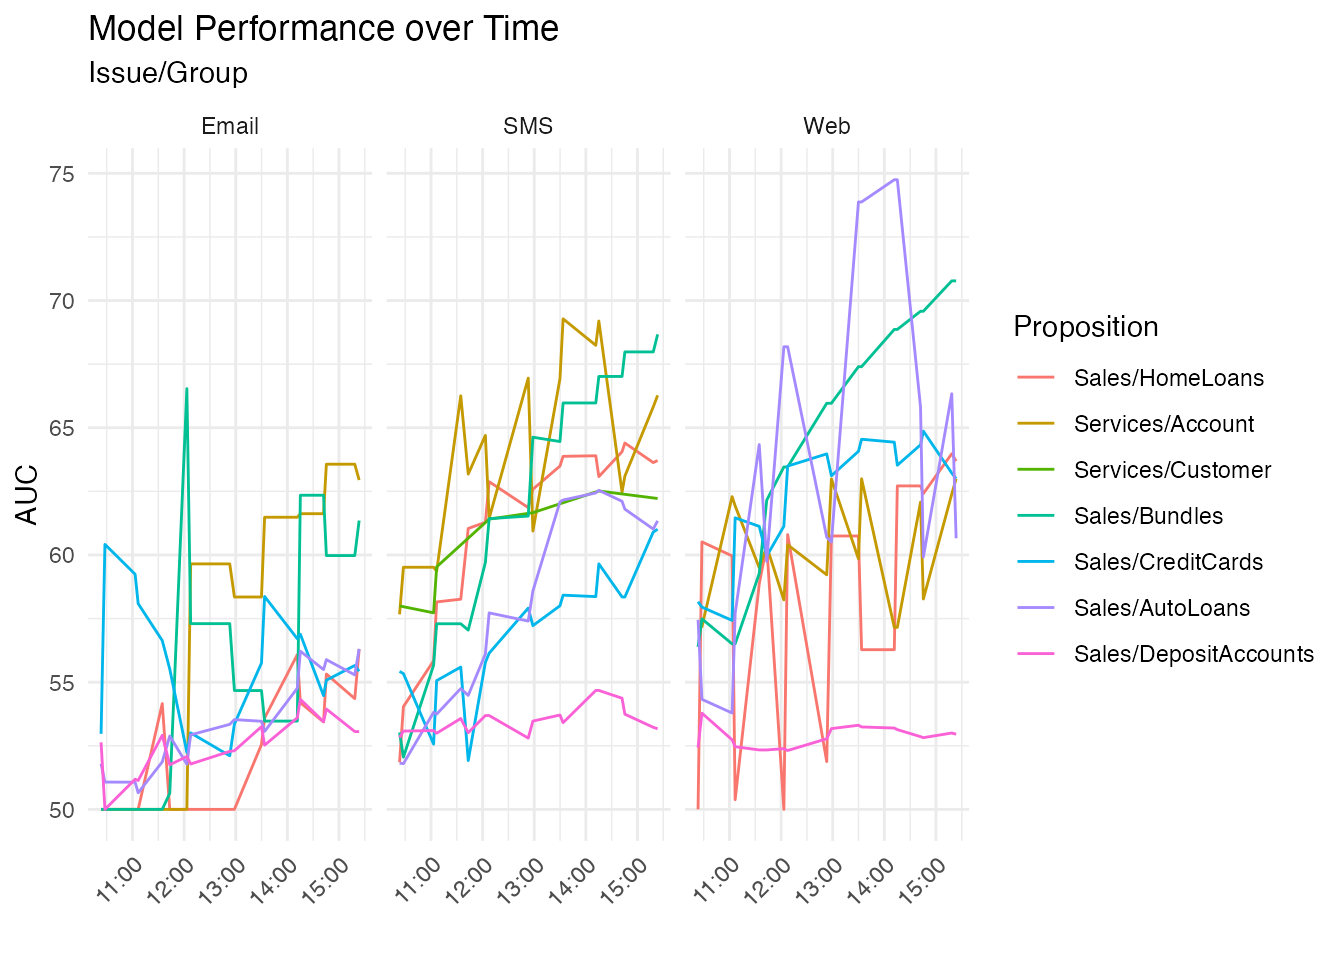 Model Performance over Time
Issue/Group
Email
SMS
Web
75
70
65
60
55
50
AUC
11:00
12:00
13:00
14:00
15:00
11:00
12:00
13:00
14:00
15:00
11:00
12:00
13:00
14:00
15:00
Proposition
Sales/HomeLoans
Services/Account
Services/Customer
Sales/Bundles
Sales/CreditCards
Sales/AutoLoans
Sales/DepositAccounts